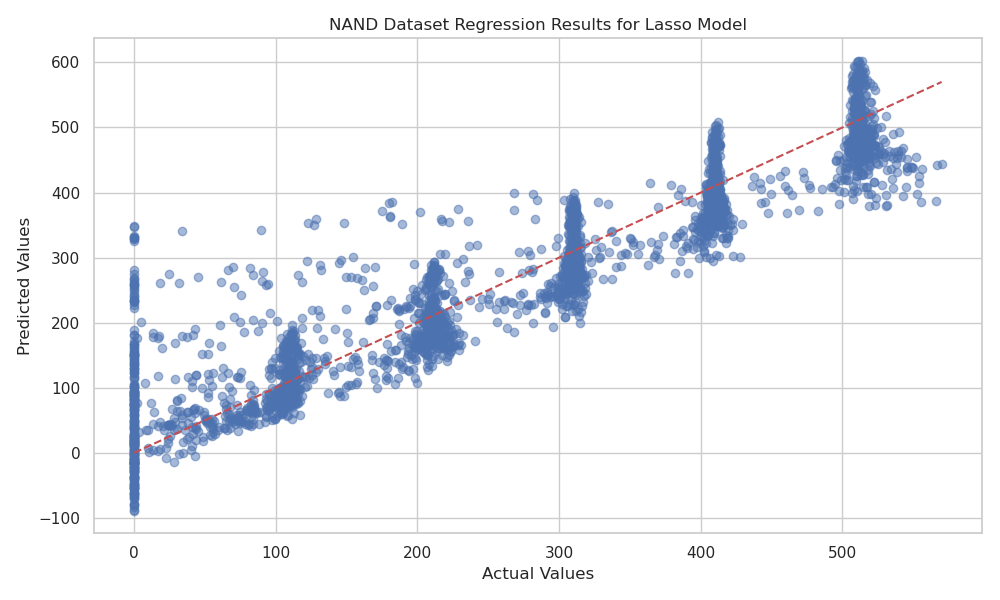 NAND Dataset Regression Results for Lasso Model
Predicted Values
600
500
400
300
200
100
0
−100
0 100 200 300 400 500
Actual Values